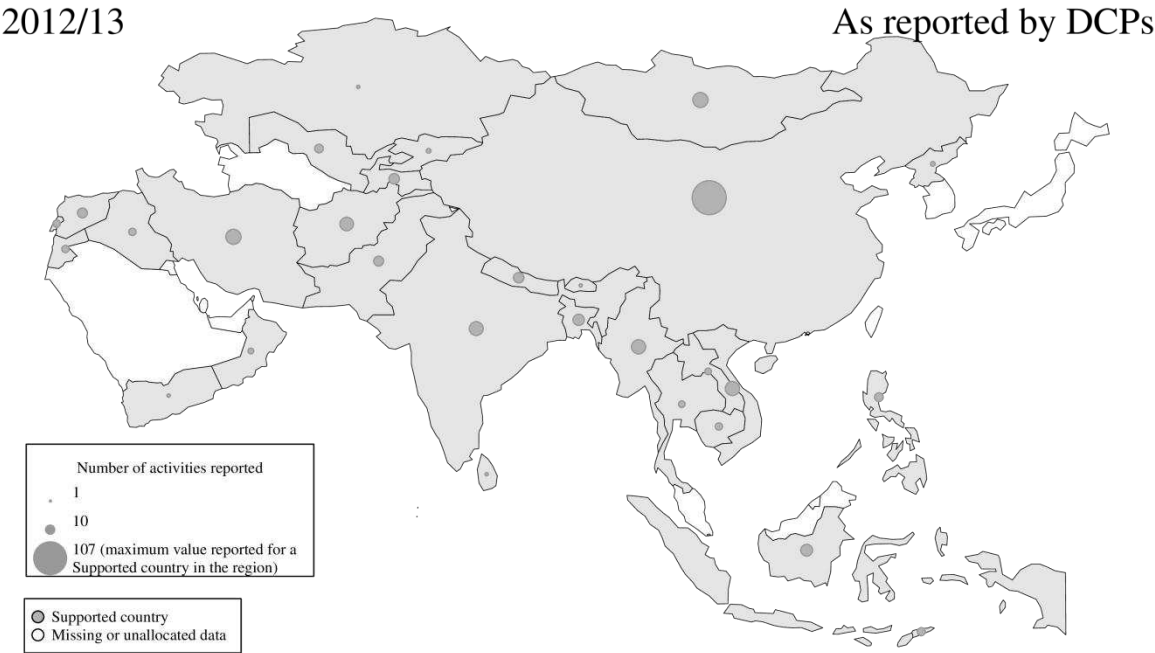 2012/13
As reported by DCPs
Number of activities reported
1
10
107 (maximum value reported for a
Supported country in the region)
Supported country
Missing or unallocated data